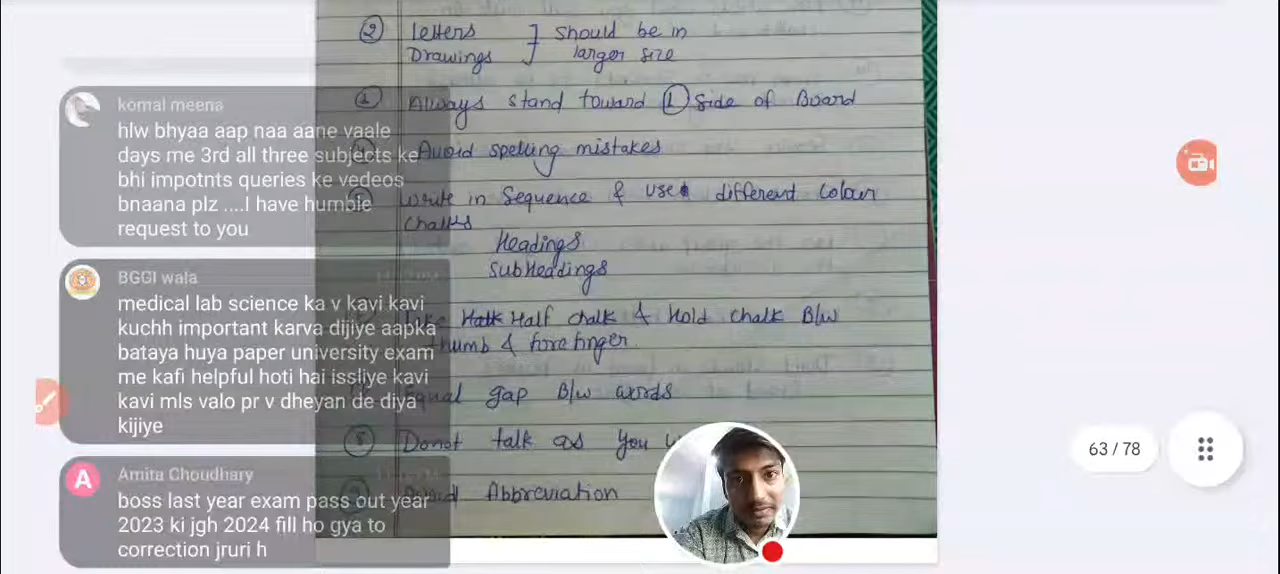 ② Letters ] should be in
Drawings larger size
Always stand toward Ⓛ Side of Board
Avoid spelling mistakes
write in Sequence & use different Colour
Chalks
Headings
SubHeadings
Half chalk & Hold Chalk B/w
thumb & forefinger
Equal gap B/w words
⑧ Donot talk as You
Avoid Abbreviation
komal meena
hlw bhyaa aap naa aane vaale
days me 3rd all three subjects ke
bhi impotnts queries ke vedeos
bnaana plz ....I have humble
request to you
BGGI wala
medical lab science ka v kavi kavi
kuchh important karva dijiye aapka
bataya huya paper university exam
me kafi helpful hoti hai issliye kavi
kavi mls valo pr v dheyan de diya
kijiye
A
Amita Choudhary
boss last year exam pass out year
2023 ki jgh 2024 fill ho gya to
correction jruri h
63 / 78